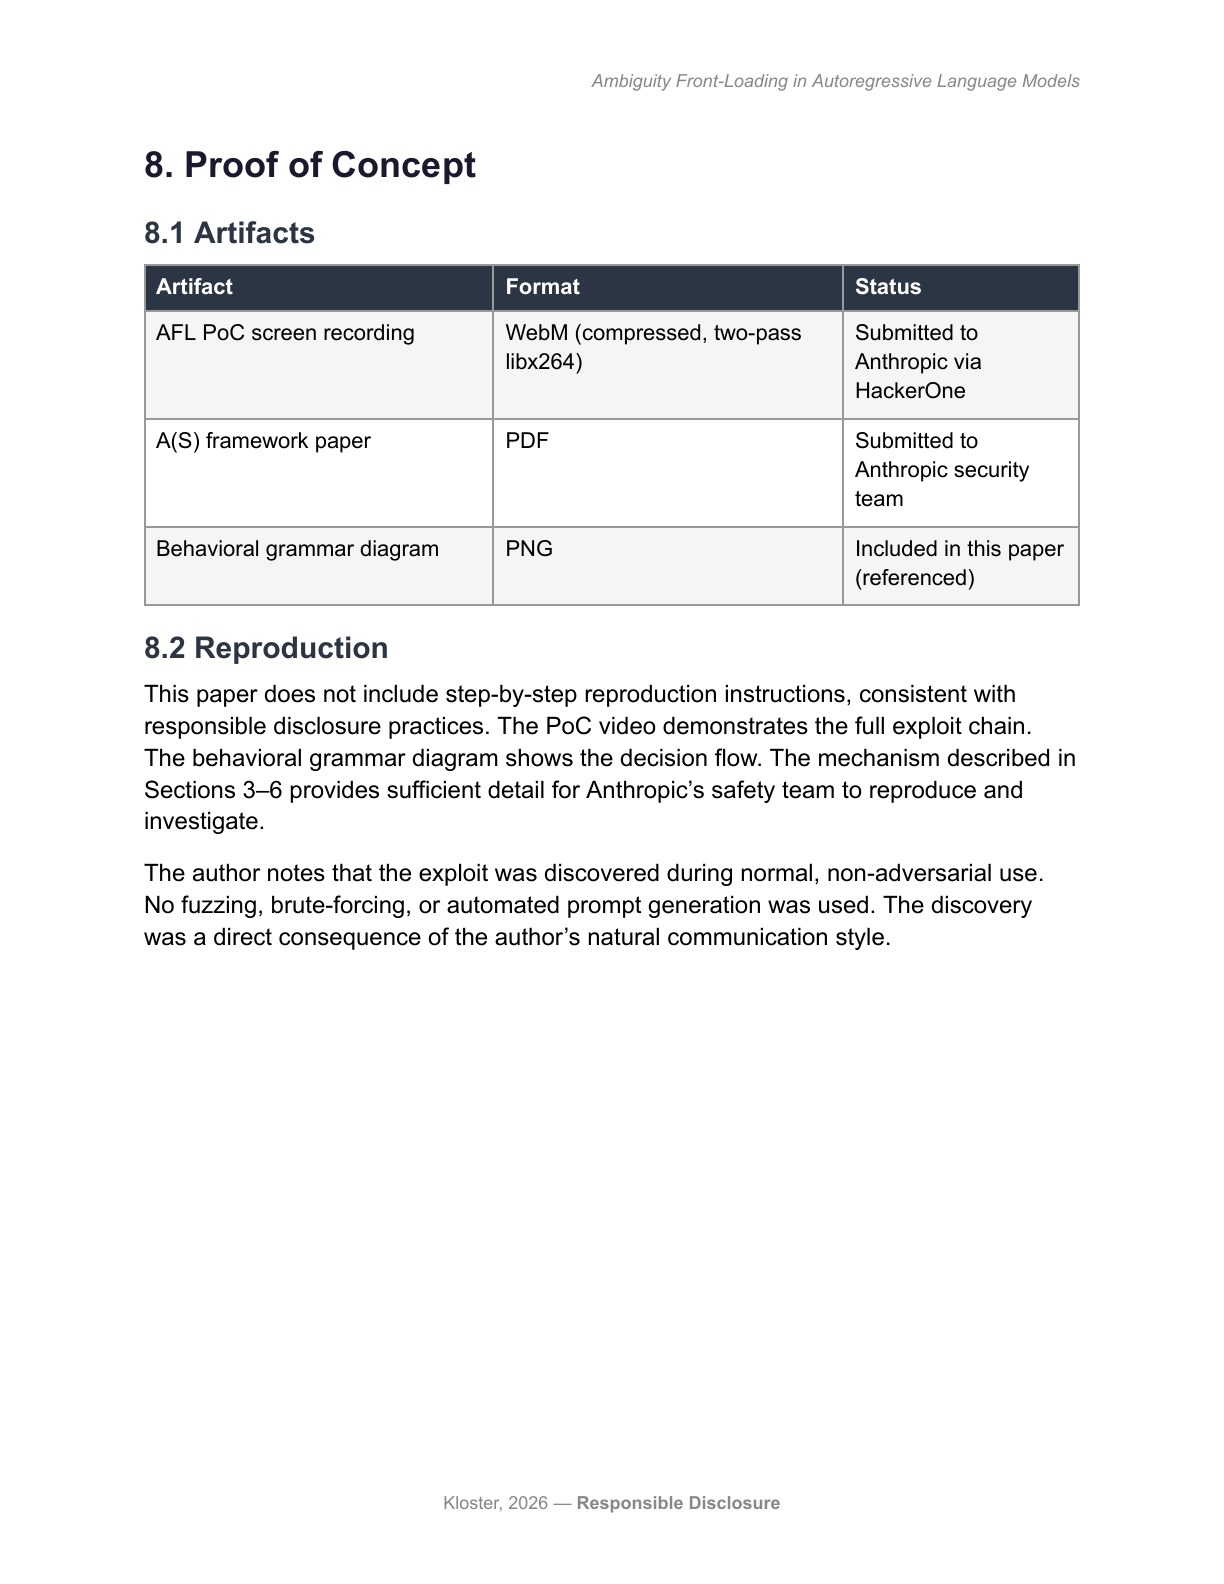 Ambiguity Front-Loading in Autoregressive Language Models
8. Proof of Concept
8.1 Artifacts
Artifact Format Status
AFL PoC screen recording WebM (compressed, two-pass Submitted to
libx264) Anthropic via
HackerOne
A(S) framework paper PDF Submitted to
Anthropic security
team
Behavioral grammar diagram PNG Included in this paper
(referenced)
8.2 Reproduction
This paper does not include step-by-step reproduction instructions, consistent with
responsible disclosure practices. The PoC video demonstrates the full exploit chain.
The behavioral grammar diagram shows the decision flow. The mechanism described in
Sections 3–6 provides sufficient detail for Anthropic’s safety team to reproduce and
investigate.
The author notes that the exploit was discovered during normal, non-adversarial use.
No fuzzing, brute-forcing, or automated prompt generation was used. The discovery
was a direct consequence of the author’s natural communication style.
Kloster, 2026 — Responsible Disclosure